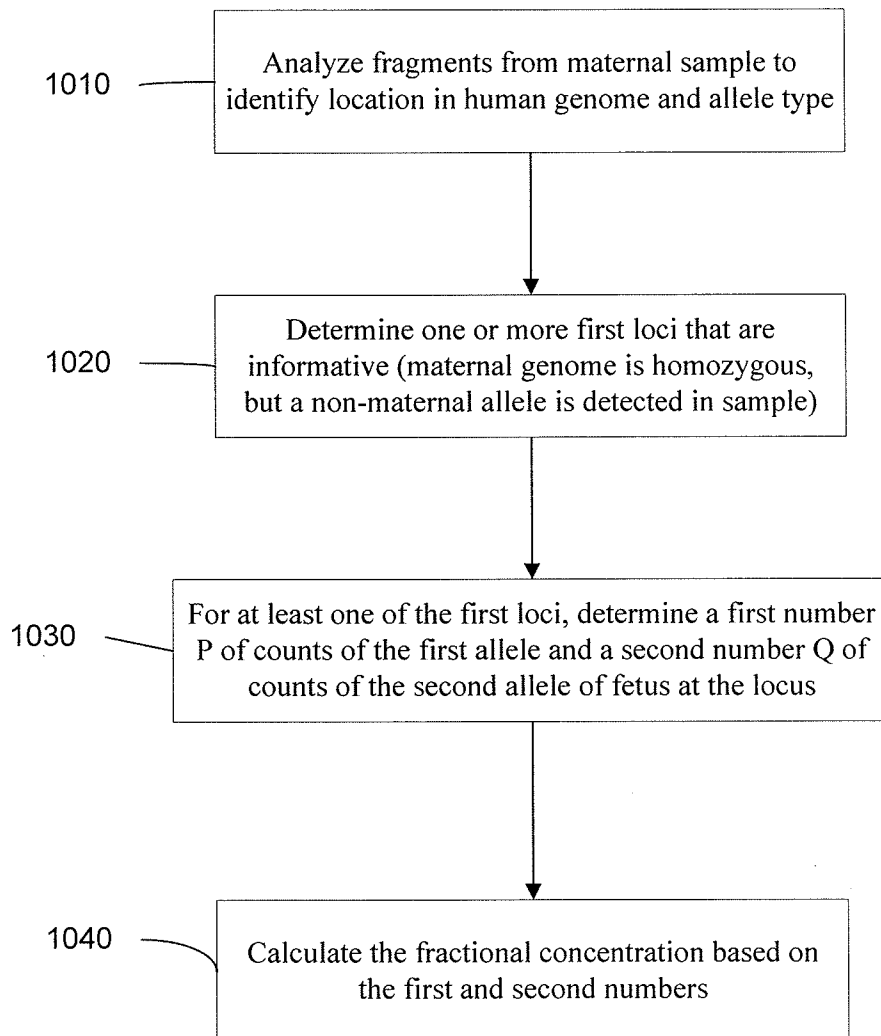 1010
Analyze fragments from maternal sample to
identify location in human genome and allele type
1020
Determine one or more first loci that are
informative (maternal genome is homozygous,
but a non-maternal allele is detected in sample)
1030
For at least one of the first loci, determine a first number
P of counts of the first allele and a second number Q of
counts of the second allele of fetus at the locus
1040
Calculate the fractional concentration based on
the first and second numbers